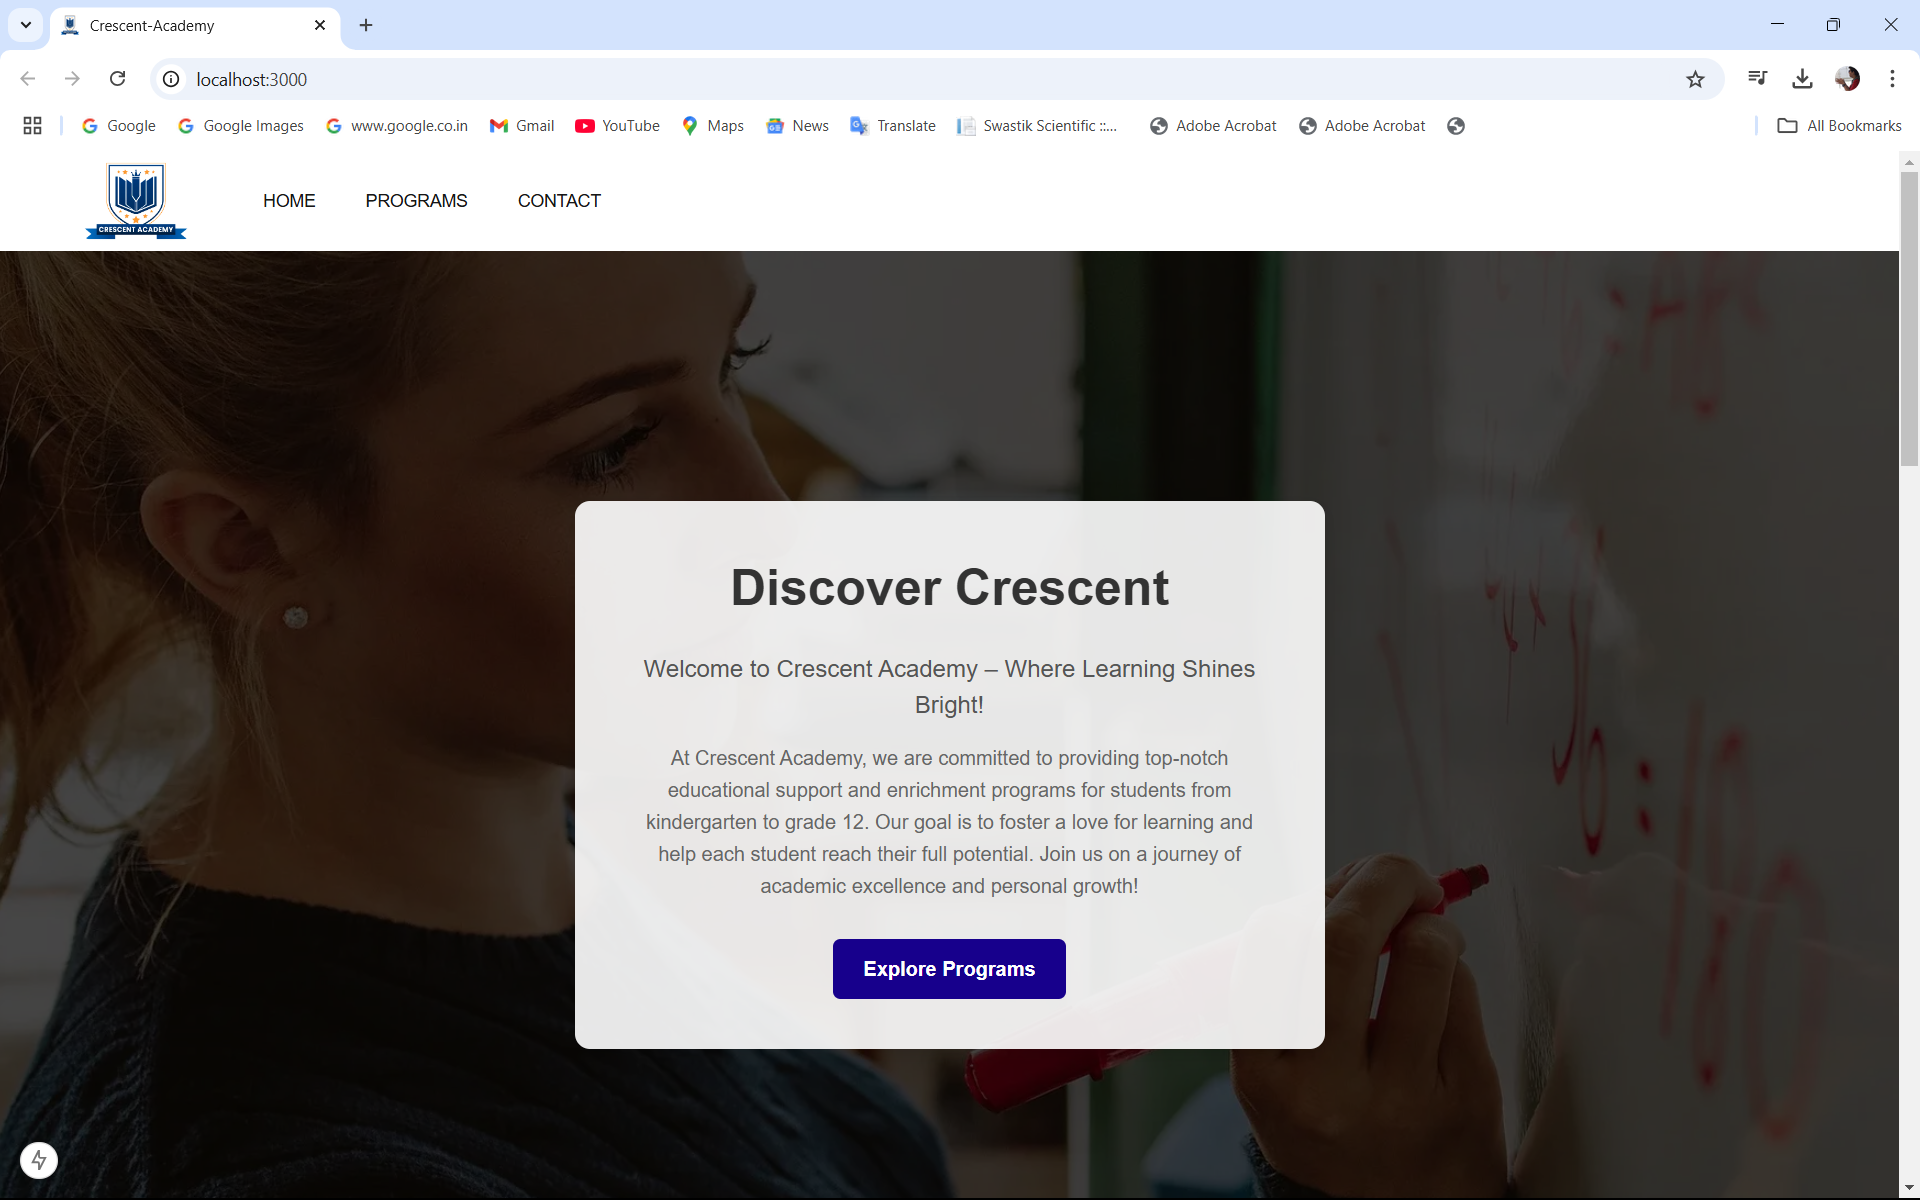 Crescent-Academy
localhost:3000
Google
Google Images
www.google.co.in
Gmail
YouTube
Maps
News
Translate
Swastik Scientific ::...
Adobe Acrobat
Adobe Acrobat
All Bookmarks
CRESCENT ACADEMY
HOME
PROGRAMS
CONTACT
Discover Crescent
Welcome to Crescent Academy – Where Learning Shines
Bright!
At Crescent Academy, we are committed to providing top-notch
educational support and enrichment programs for students from
kindergarten to grade 12. Our goal is to foster a love for learning and
help each student reach their full potential. Join us on a journey of
academic excellence and personal growth!
Explore Programs